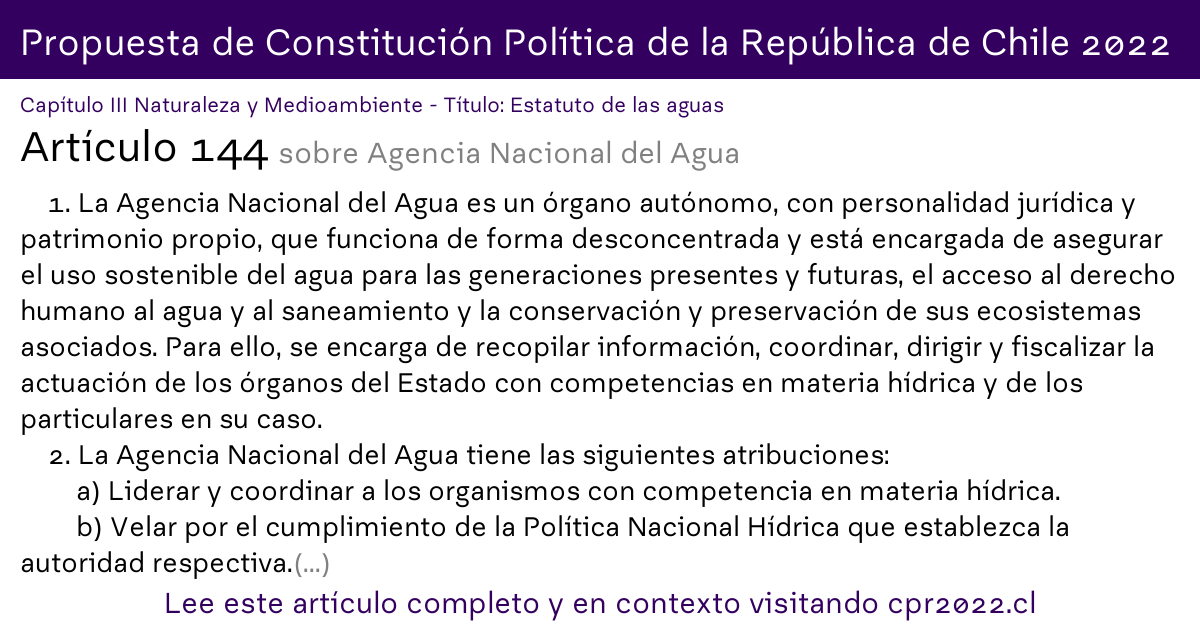 Propuesta de Constitución Política de la República de Chile 2022
Capítulo III Naturaleza y Medioambiente - Título: Estatuto de las aguas
Artículo 144 sobre Agencia Nacional del Agua
1. La Agencia Nacional del Agua es un órgano autónomo, con personalidad jurídica y
patrimonio propio, que funciona de forma desconcentrada y está encargada de asegurar
el uso sostenible del agua para las generaciones presentes y futuras, el acceso al derecho
humano al agua y al saneamiento y la conservación y preservación de sus ecosistemas
asociados. Para ello, se encarga de recopilar información, coordinar, dirigir y fiscalizar la
actuación de los órganos del Estado con competencias en materia hídrica y de los
particulares en su caso.
2. La Agencia Nacional del Agua tiene las siguientes atribuciones:
a) Liderar y coordinar a los organismos con competencia en materia hídrica.
b) Velar por el cumplimiento de la Política Nacional Hídrica que establezca la
autoridad respectiva.(...)
Lee este artículo completo y en contexto visitando cpr2022.cl